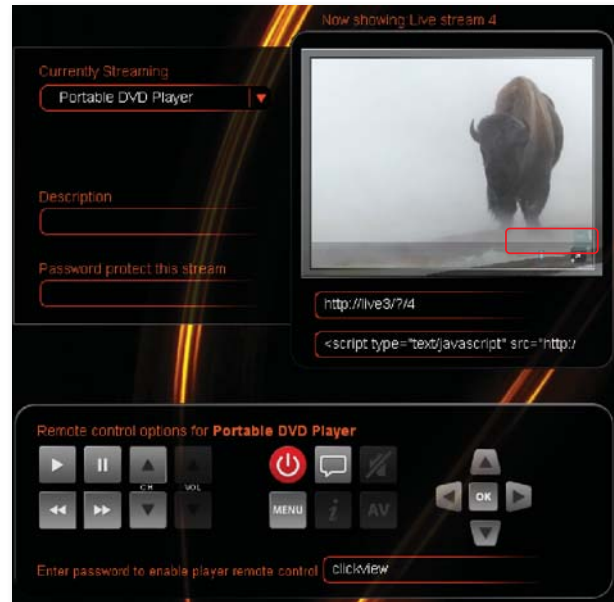 Now showing:Live stream 4
Currently Streaming
Portable DVD Player
Description
Password protect this stream
http://live3/?/4
<script type="text/javascript" src="http:/
Remote control options for Portable DVD Player
CH
VOL
MENU
i
AV
OK
Enter password to enable player remote control
clickview